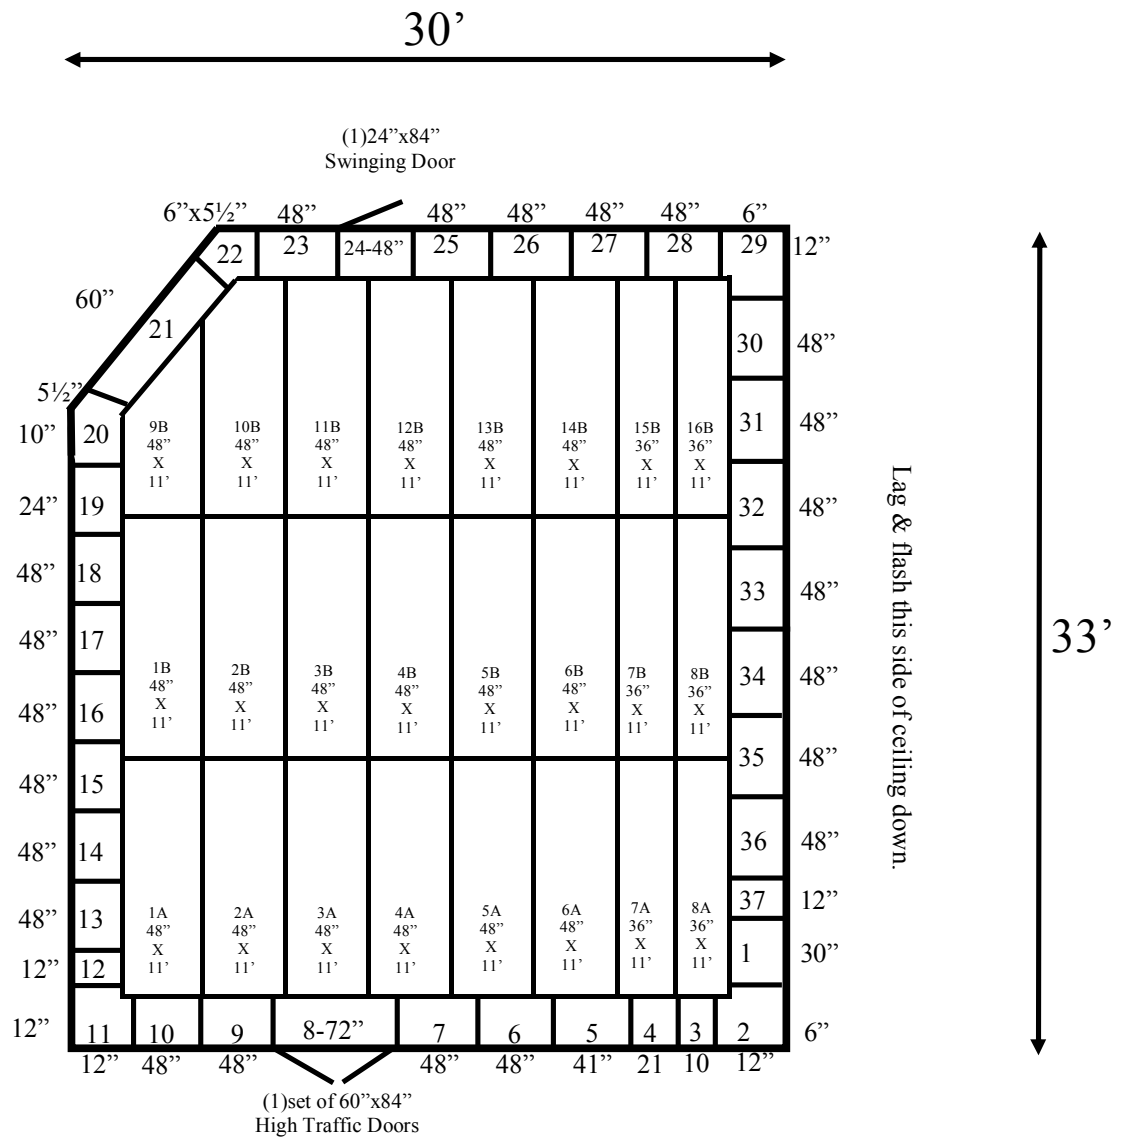 30’
(1)24”x84”
Swinging Door
6”x5½” 48” 48” 48” 48” 48” 6”
22 23 24-48” 25 26 27 28 29 12”
60”
21
30 48”
5½”
10” 20
31 48”
9B 48” X 11’
10B 48” X 11’
11B 48” X 11’
12B 48” X 11’
13B 48” X 11’
14B 48” X 11’
15B 36” X 11’
16B 36” X 11’
24” 19
32 48”
48” 18
33 48”
48” 17
33’
Lag & flash this side of ceiling down.
1B 48” X 11’
2B 48” X 11’
3B 48” X 11’
4B 48” X 11’
5B 48” X 11’
6B 48” X 11’
7B 36” X 11’
8B 36” X 11’
34 48”
48” 16
35 48”
48” 15
36 48”
48” 14
37 12”
48” 13
1A 48” X 11’
2A 48” X 11’
3A 48” X 11’
4A 48” X 11’
5A 48” X 11’
6A 48” X 11’
7A 36” X 11’
8A 36” X 11’
1 30”
12” 12
12” 11 10 9 8-72” 7 6 5 4 3 2 6”
12” 48” 48” 48” 48” 41” 21 10 12”
(1)set of 60”x84”
High Traffic Doors